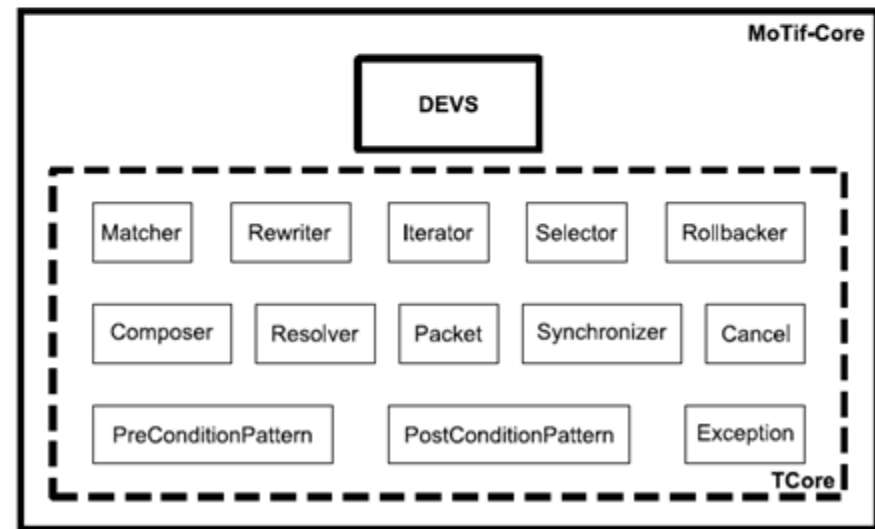 MoTif-Core
DEVS
Matcher Rewriter Iterator Selector Rollbacker
Composer Resolver Packet Synchronizer Cancel
PreConditionPattern PostConditionPattern Exception
TCore